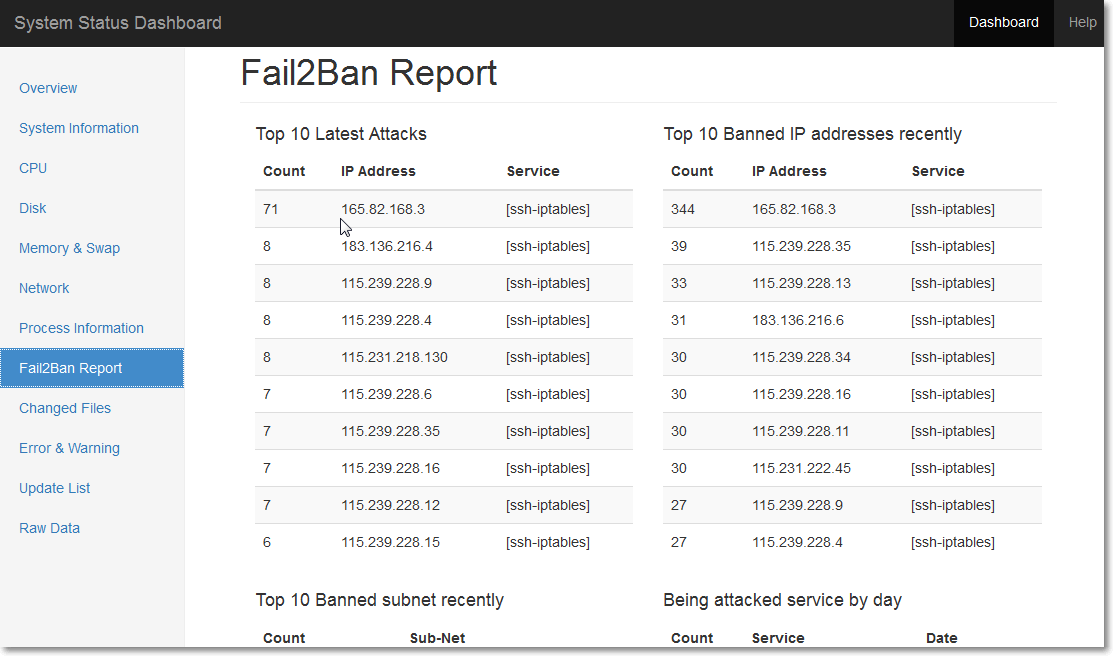 System Status Dashboard
Dashboard
Help
Overview
System Information
CPU
Disk
Memory & Swap
Network
Process Information
Fail2Ban Report
Changed Files
Error & Warning
Update List
Raw Data
Fail2Ban Report
Top 10 Latest Attacks
Count IP Address Service
71 165.82.168.3 [ssh-iptables]
8 183.136.216.4 [ssh-iptables]
8 115.239.228.9 [ssh-iptables]
8 115.239.228.4 [ssh-iptables]
8 115.231.218.130 [ssh-iptables]
7 115.239.228.6 [ssh-iptables]
7 115.239.228.35 [ssh-iptables]
7 115.239.228.16 [ssh-iptables]
7 115.239.228.12 [ssh-iptables]
6 115.239.228.15 [ssh-iptables]
Top 10 Banned IP addresses recently
Count IP Address Service
344 165.82.168.3 [ssh-iptables]
39 115.239.228.35 [ssh-iptables]
33 115.239.228.13 [ssh-iptables]
31 183.136.216.6 [ssh-iptables]
30 115.239.228.34 [ssh-iptables]
30 115.239.228.16 [ssh-iptables]
30 115.239.228.11 [ssh-iptables]
30 115.231.222.45 [ssh-iptables]
27 115.239.228.9 [ssh-iptables]
27 115.239.228.4 [ssh-iptables]
Top 10 Banned subnet recently
Count Sub-Net
Being attacked service by day
Count Service Date